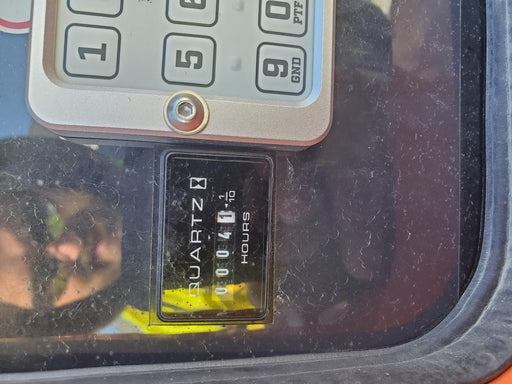 1
5
9 0
GND PTF
QUARTZ
00041 1/10
HOURS